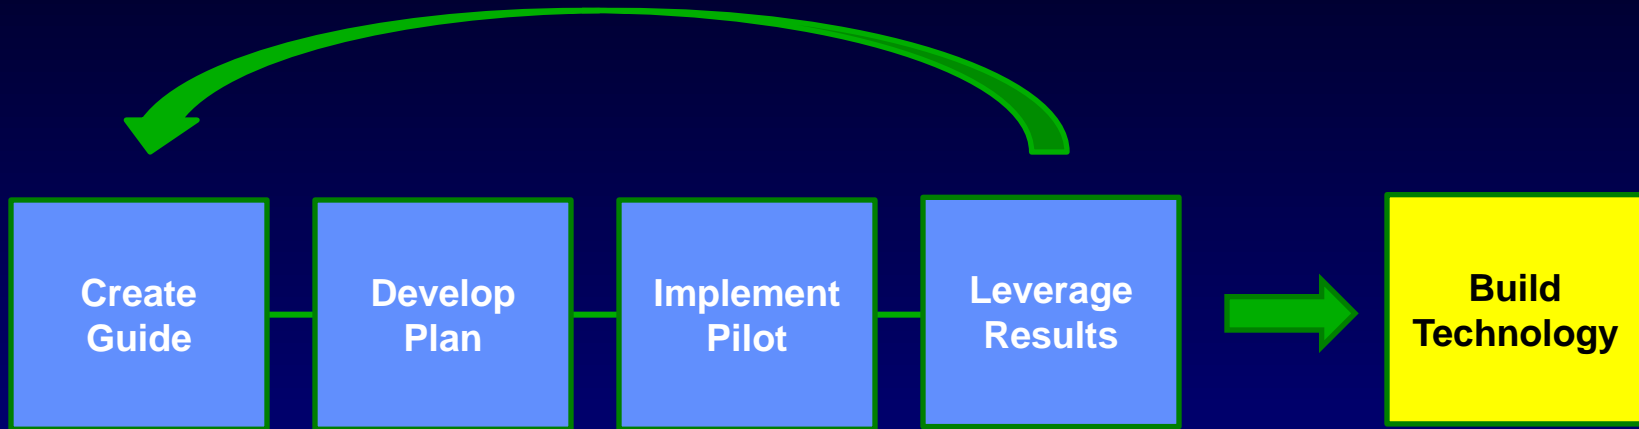 Create
Guide
Develop
Plan
Implement
Pilot
Leverage
Results
Build
Technology